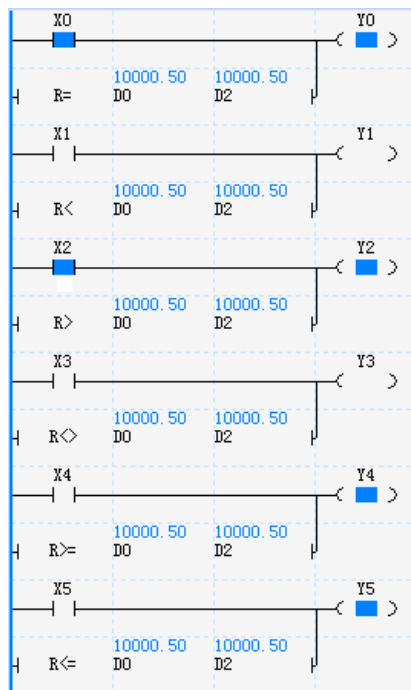 X0 Y0
10000.50 10000.50
R= D0 D2
X1 Y1
10000.50 10000.50
R< D0 D2
X2 Y2
10000.50 10000.50
R> D0 D2
X3 Y3
10000.50 10000.50
R<> D0 D2
X4 Y4
10000.50 10000.50
R>= D0 D2
X5 Y5
10000.50 10000.50
R<= D0 D2